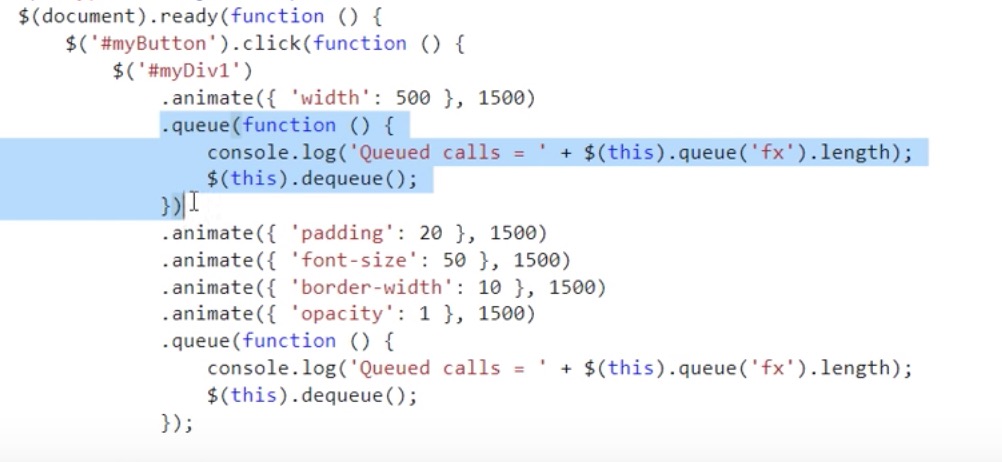 $(document).ready(function () {
$('#myButton').click(function () {
$('#myDiv1')
.animate({ 'width': 500 }, 1500)
.queue(function () {
console.log('Queued calls = ' + $(this).queue('fx').length);
$(this).dequeue();
})
.animate({ 'padding': 20 }, 1500)
.animate({ 'font-size': 50 }, 1500)
.animate({ 'border-width': 10 }, 1500)
.animate({ 'opacity': 1 }, 1500)
.queue(function () {
console.log('Queued calls = ' + $(this).queue('fx').length);
$(this).dequeue();
});